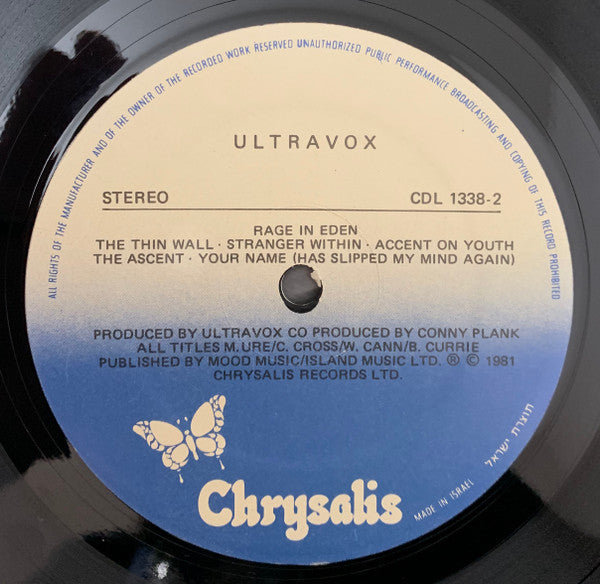 ALL RIGHTS OF THE MANUFACTURER AND OF THE OWNER OF THE RECORDED WORK RESERVED UNAUTHORIZED PUBLIC PERFORMANCE BROADCASTING AND COPYING OF THIS RECORD PROHIBITED
ULTRAVOX
STEREO CDL 1338-2
RAGE IN EDEN
THE THIN WALL · STRANGER WITHIN · ACCENT ON YOUTH
THE ASCENT · YOUR NAME (HAS SLIPPED MY MIND AGAIN)
PRODUCED BY ULTRAVOX CO PRODUCED BY CONNY PLANK
ALL TITLES M.URE/C. CROSS/W. CANN/B. CURRIE
PUBLISHED BY MOOD MUSIC/ISLAND MUSIC LTD. ® © 1981
CHRYSALIS RECORDS LTD.
Chrysalis
MADE IN ISRAEL
תוצרת ישראל